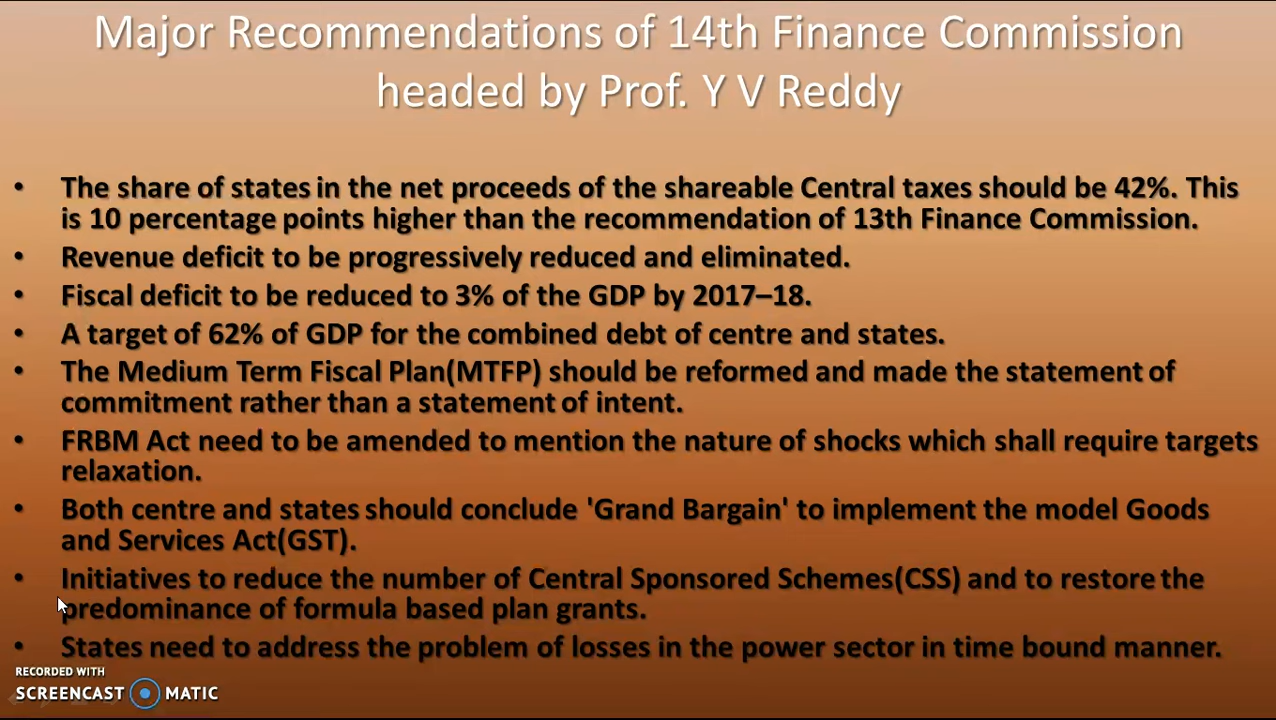 Major Recommendations of 14th Finance Commission
headed by Prof. Y V Reddy
• The share of states in the net proceeds of the shareable Central taxes should be 42%. This
is 10 percentage points higher than the recommendation of 13th Finance Commission.
• Revenue deficit to be progressively reduced and eliminated.
• Fiscal deficit to be reduced to 3% of the GDP by 2017–18.
• A target of 62% of GDP for the combined debt of centre and states.
• The Medium Term Fiscal Plan(MTFP) should be reformed and made the statement of
commitment rather than a statement of intent.
• FRBM Act need to be amended to mention the nature of shocks which shall require targets
relaxation.
• Both centre and states should conclude 'Grand Bargain' to implement the model Goods
and Services Act(GST).
• Initiatives to reduce the number of Central Sponsored Schemes(CSS) and to restore the
predominance of formula based plan grants.
• States need to address the problem of losses in the power sector in time bound manner.
RECORDED WITH
SCREENCAST MATIC